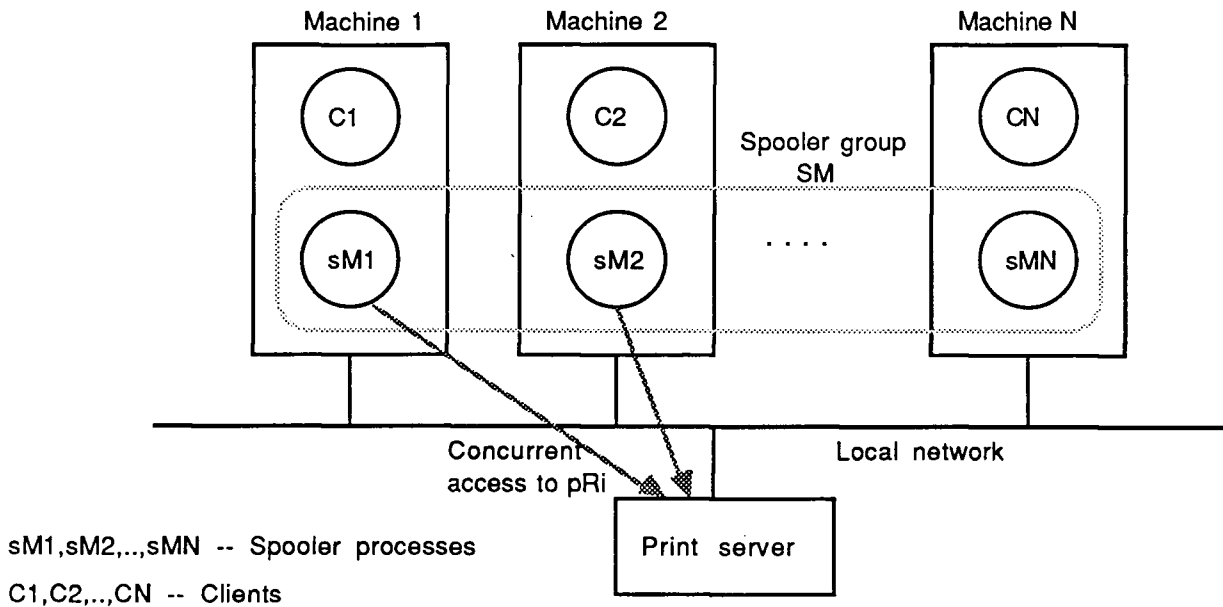 Machine 1
Machine 2
Machine N
C1
C2
CN
Spooler group
SM
sM1
sM2
. . . .
sMN
Concurrent
access to pRi
Local network
Print server
sM1,sM2,..,sMN -- Spooler processes
C1,C2,..,CN -- Clients